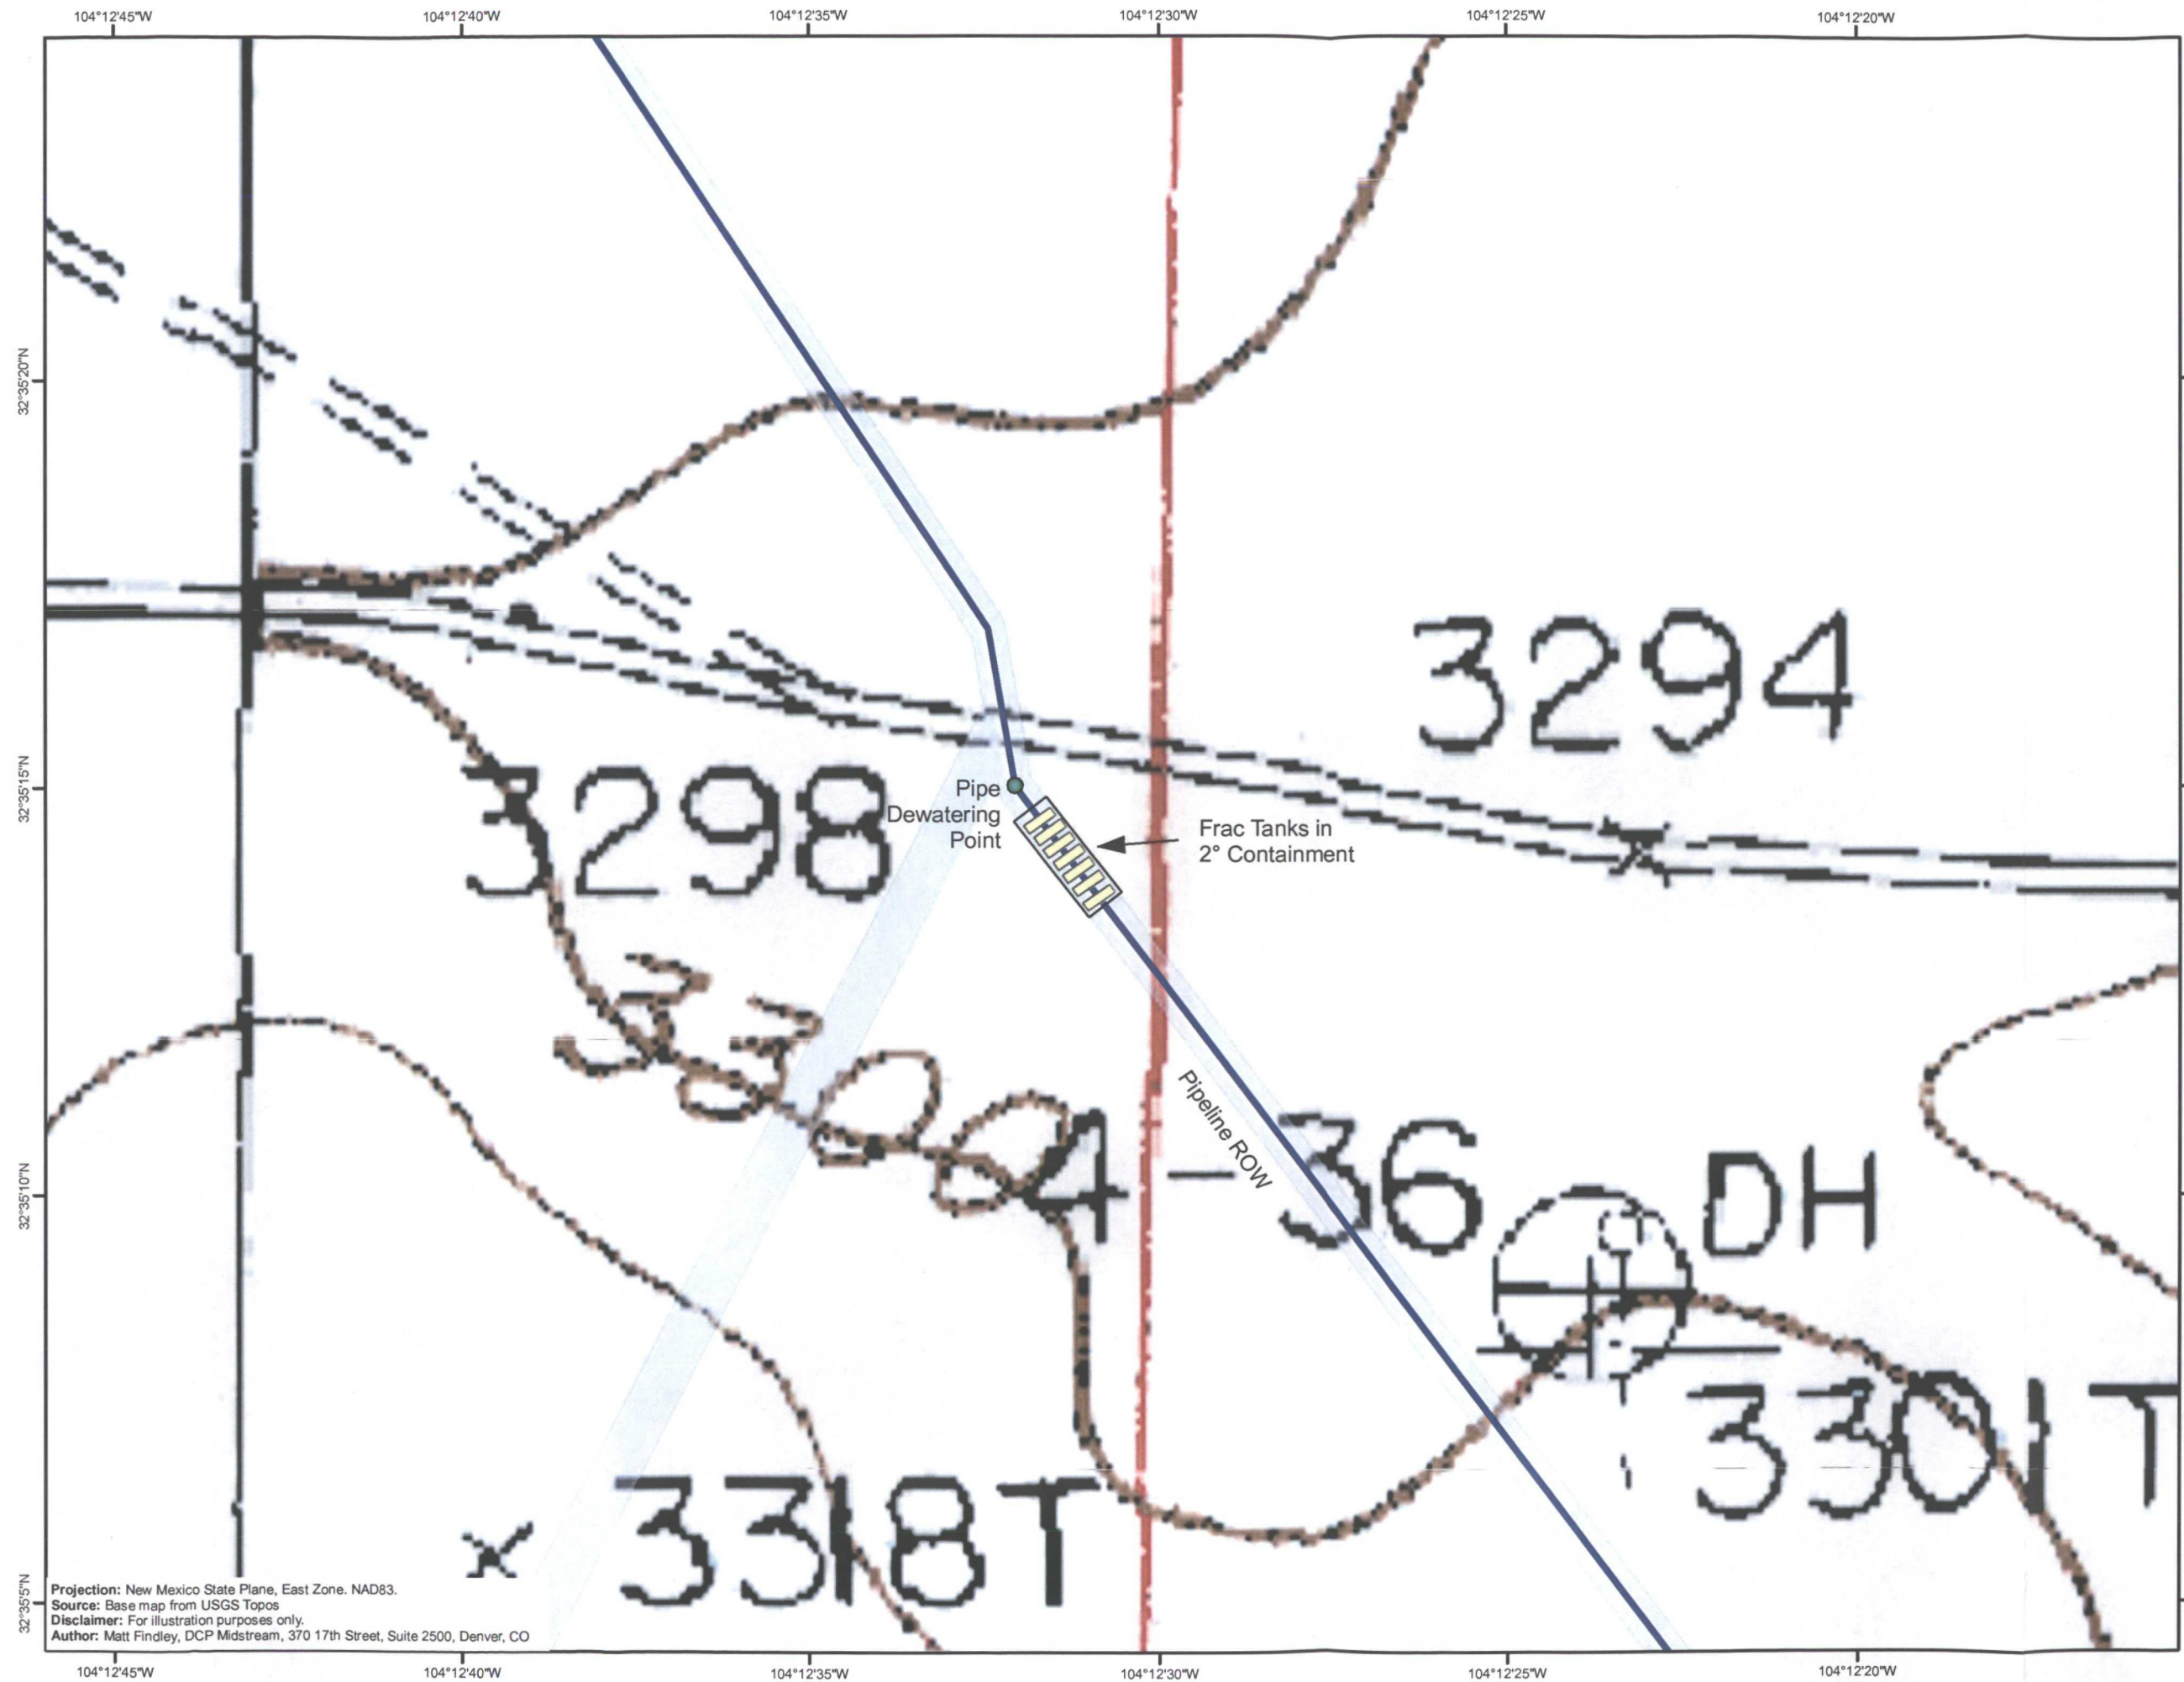 104°12'45"W
104°12'40"W
104°12'35"W
104°12'30"W
104°12'25"W
104°12'20"W
32°35'20"N
32°35'15"N
32°35'10"N
32°35'5"N
3294
3298
Pipe
Dewatering
Point
Frac Tanks in
2° Containment
3300
Pipeline ROW
4-36
DH
3301T
3318T
Projection: New Mexico State Plane, East Zone. NAD83.
Source: Base map from USGS Topos
Disclaimer: For illustration purposes only.
Author: Matt Findley, DCP Midstream, 370 17th Street, Suite 2500, Denver, CO
104°12'45"W
104°12'40"W
104°12'35"W
104°12'30"W
104°12'25"W
104°12'20"W